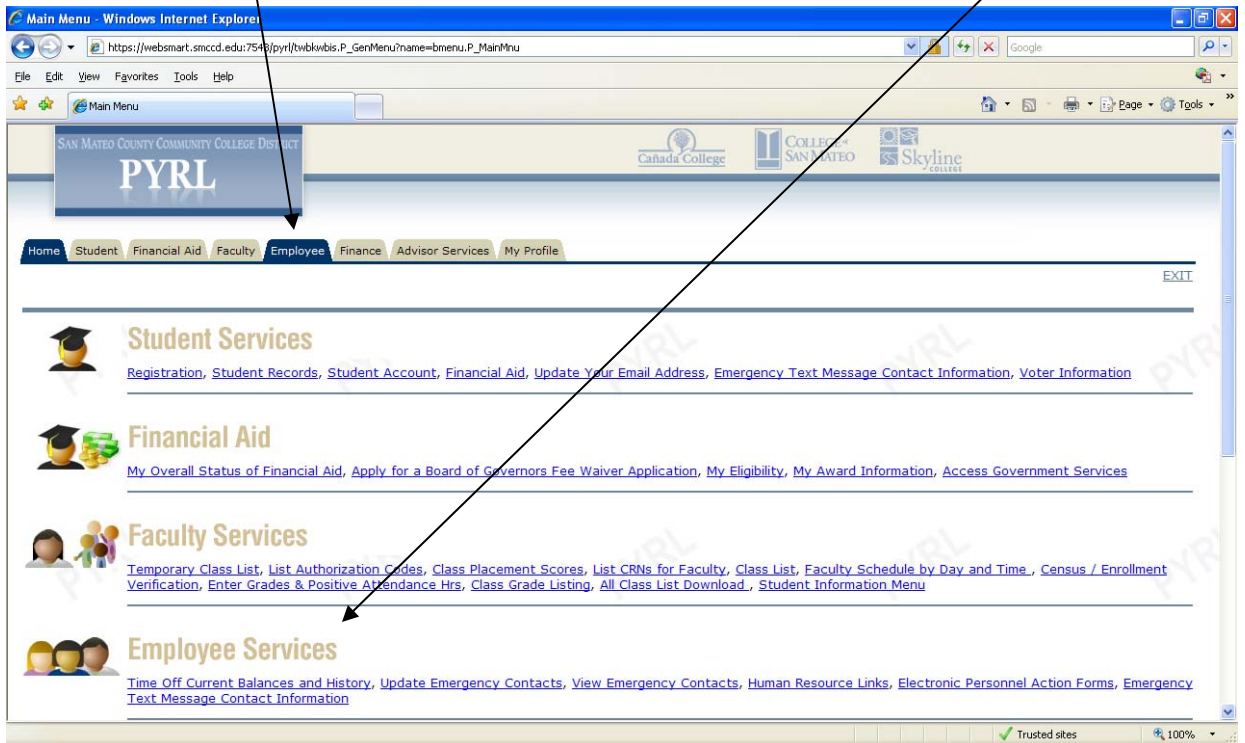 Main Menu - Windows Internet Explorer
https://websmart.smccd.edu:7548/pyrl/twbkwbis.P_GenMenu?name=bmenu.P_MainMnu
Google
File Edit View Favorites Tools Help
Main Menu
Page Tools
SAN MATEO COUNTY COMMUNITY COLLEGE DISTRICT
PYRL
Cañada College
COLLEGE OF SAN MATEO
Skyline COLLEGE
Home Student Financial Aid Faculty Employee Finance Advisor Services My Profile
EXIT
Student Services
Registration, Student Records, Student Account, Financial Aid, Update Your Email Address, Emergency Text Message Contact Information, Voter Information
Financial Aid
My Overall Status of Financial Aid, Apply for a Board of Governors Fee Waiver Application, My Eligibility, My Award Information, Access Government Services
Faculty Services
Temporary Class List, List Authorization Codes, Class Placement Scores, List CRNs for Faculty, Class List, Faculty Schedule by Day and Time , Census / Enrollment
Verification, Enter Grades & Positive Attendance Hrs, Class Grade Listing, All Class List Download , Student Information Menu
Employee Services
Time Off Current Balances and History, Update Emergency Contacts, View Emergency Contacts, Human Resource Links, Electronic Personnel Action Forms, Emergency
Text Message Contact Information
Trusted sites 100%